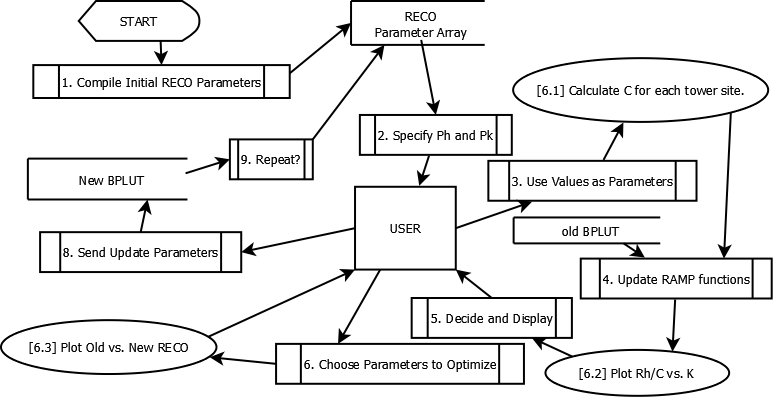 START
RECO
Parameter Array
1. Compile Initial RECO Parameters
[6.1] Calculate C for each tower site.
2. Specify Ph and Pk
9. Repeat?
New BPLUT
3. Use Values as Parameters
USER
old BPLUT
8. Send Update Parameters
4. Update RAMP functions
5. Decide and Display
[6.3] Plot Old vs. New RECO
6. Choose Parameters to Optimize
[6.2] Plot Rh/C vs. K